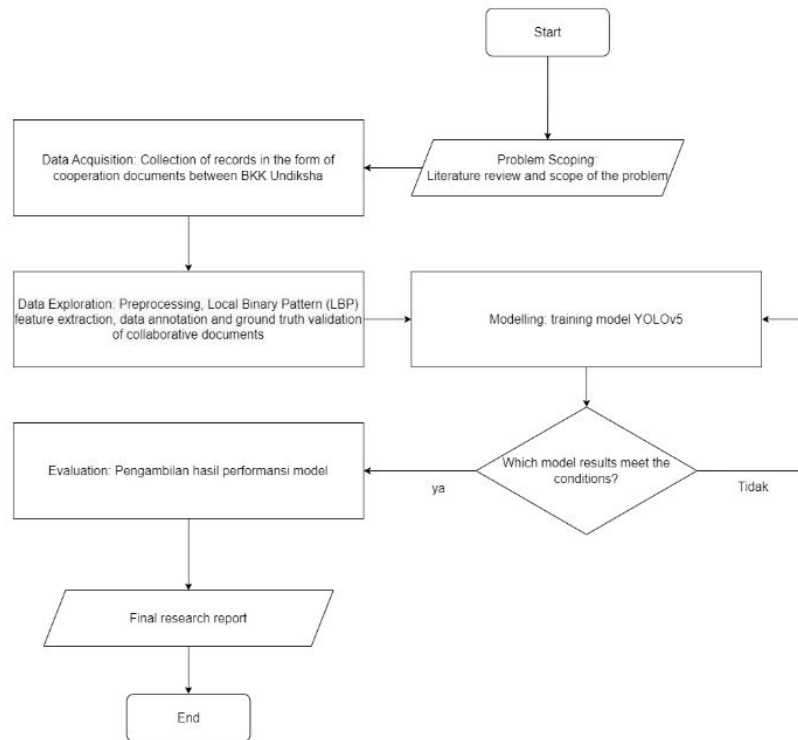 Start
Problem Scoping:
Literature review and scope of the problem
Data Acquisition: Collection of records in the form of
cooperation documents between BKK Undiksha
Data Exploration: Preprocessing, Local Binary Pattern (LBP)
feature extraction, data annotation and ground truth validation
of collaborative documents
Modelling: training model YOLOv5
Which model results meet the
conditions?
ya
Tidak
Evaluation: Pengambilan hasil performansi model
Final research report
End